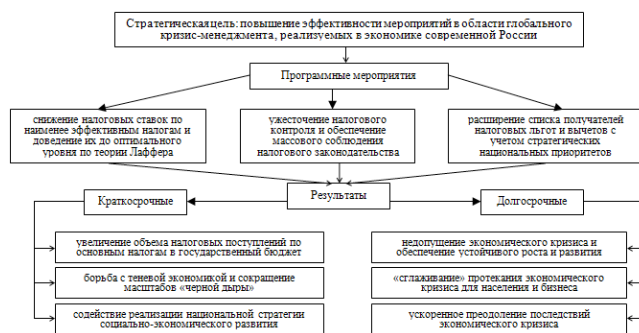 Стратегическая цель: повышение эффективности мероприятий в области глобального
кризис-менеджмента, реализуемых в экономике современной России
Программные мероприятия
снижение налоговых ставок по
наименее эффективным налогам и
доведение их до оптимального
уровня по теории Лаффера
ужесточение налогового
контроля и обеспечение
массового соблюдения
налогового законодательства
расширение списка получателей
налоговых льгот и вычетов с
учетом стратегических
национальных приоритетов
Результаты
Краткосрочные
Долгосрочные
увеличение объема налоговых поступлений по
основным налогам в государственный бюджет
борьба с теневой экономикой и сокращение
масштабов «черной дыры»
содействие реализации национальной стратегии
социально-экономического развития
недопущение экономического кризиса и
обеспечение устойчивого роста и развития
«сглаживание» протекания экономического
кризиса для населения и бизнеса
ускоренное преодоление последствий
экономического кризиса